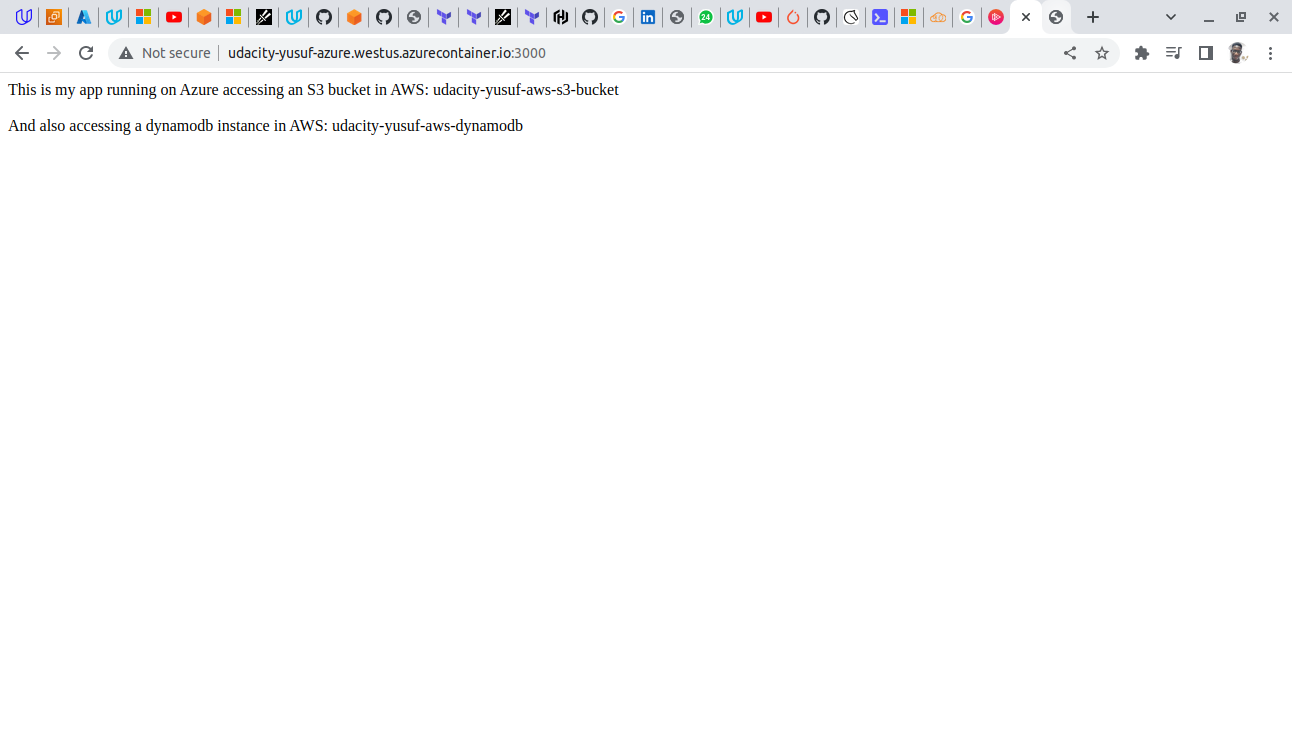 24
Not secure
udacity-yusuf-azure.westus.azurecontainer.io:3000
This is my app running on Azure accessing an S3 bucket in AWS: udacity-yusuf-aws-s3-bucket
And also accessing a dynamodb instance in AWS: udacity-yusuf-aws-dynamodb